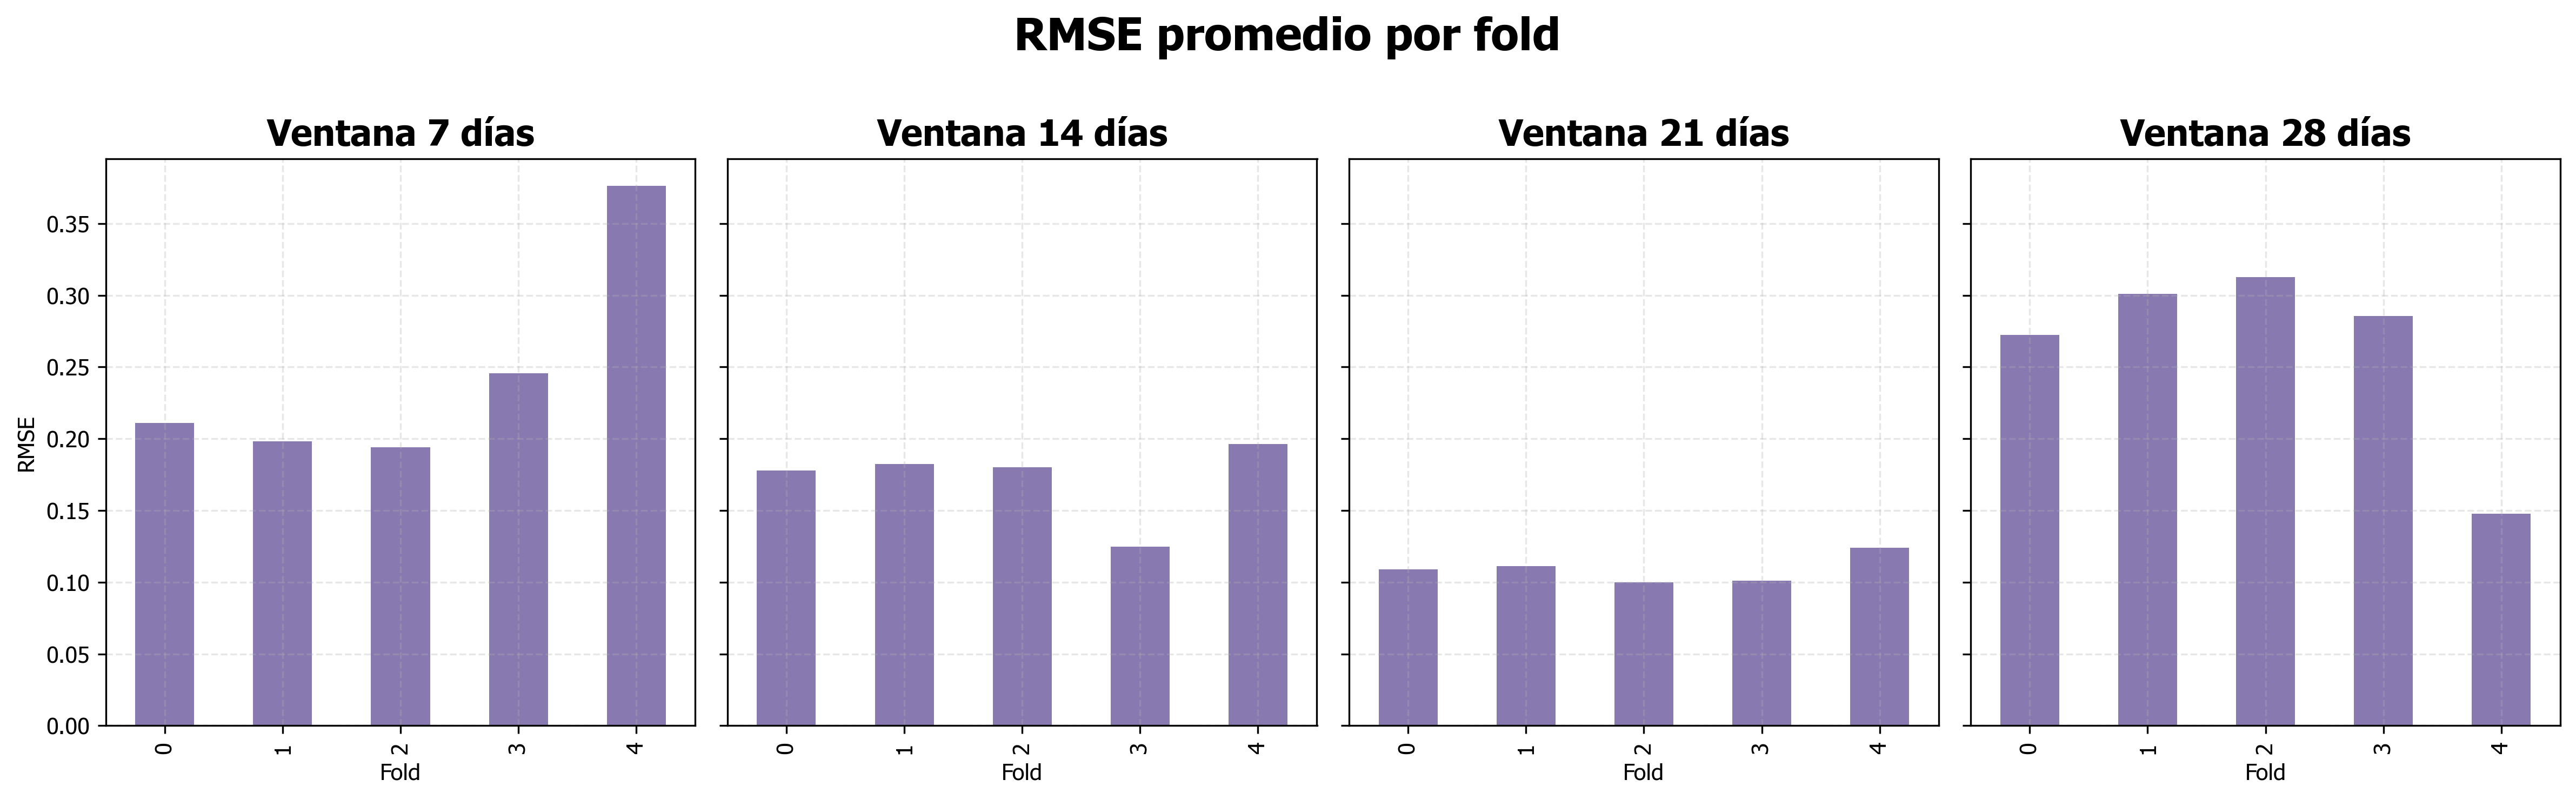 RMSE promedio por fold
Ventana 7 días
Ventana 14 días
Ventana 21 días
Ventana 28 días
RMSE
0.35
0.30
0.25
0.20
0.15
0.10
0.05
0.00
0 1 2 3 4
Fold
0 1 2 3 4
Fold
0 1 2 3 4
Fold
0 1 2 3 4
Fold